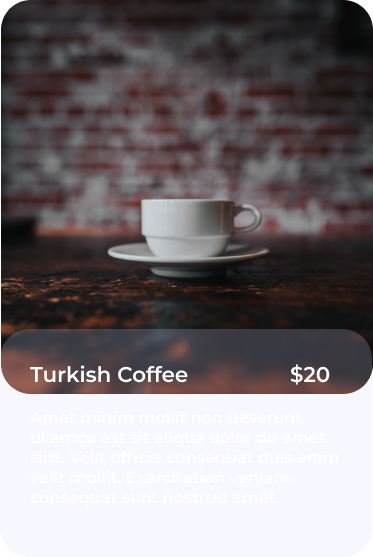 Turkish Coffee
$20
Amet minim mollit non deserunt
ullamco est sit aliqua dolor do amet
sint. Velit officia consequat duis enim
velit mollit. Exercitation veniam
consequat sunt nostrud amet.